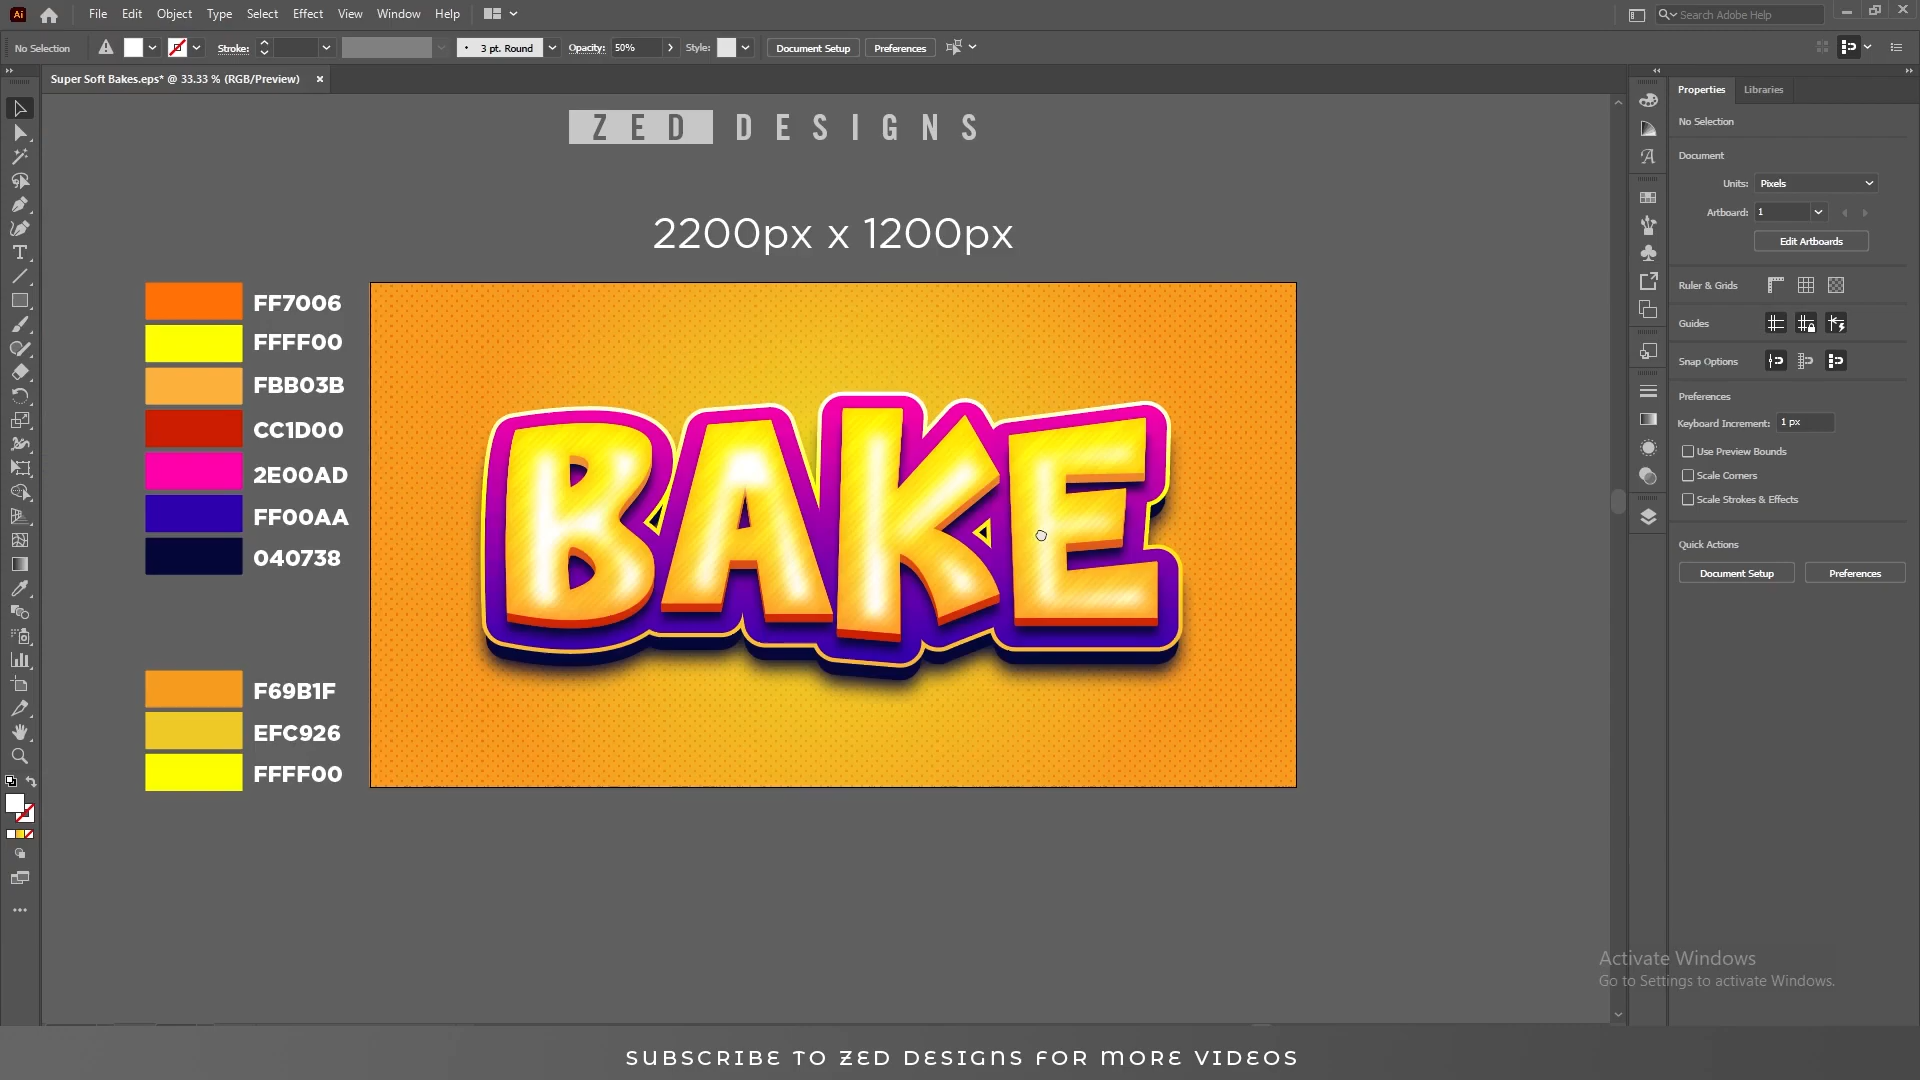 Ai File Edit Object Type Select Effect View Window Help Search Adobe Help
No Selection Stroke: 3 pt. Round Opacity: 50% Style: Document Setup Preferences
Super Soft Bakes.eps* @ 33.33 % (RGB/Preview)
Properties Libraries
No Selection
Document
Units: Pixels
Artboard: 1
Edit Artboards
Ruler & Grids
Guides
Snap Options
Preferences
Keyboard Increment: 1 px
Use Preview Bounds
Scale Corners
Scale Strokes & Effects
Quick Actions
Document Setup Preferences
ZED DESIGNS
2200px x 1200px
FF7006
FFFF00
FBB03B
CC1D00
2E00AD
FF00AA
040738
F69B1F
EFC926
FFFF00
BAKE
Activate Windows
Go to Settings to activate Windows.
SUBSCRIBE TO ZED DESIGNS FOR MORE VIDEOS